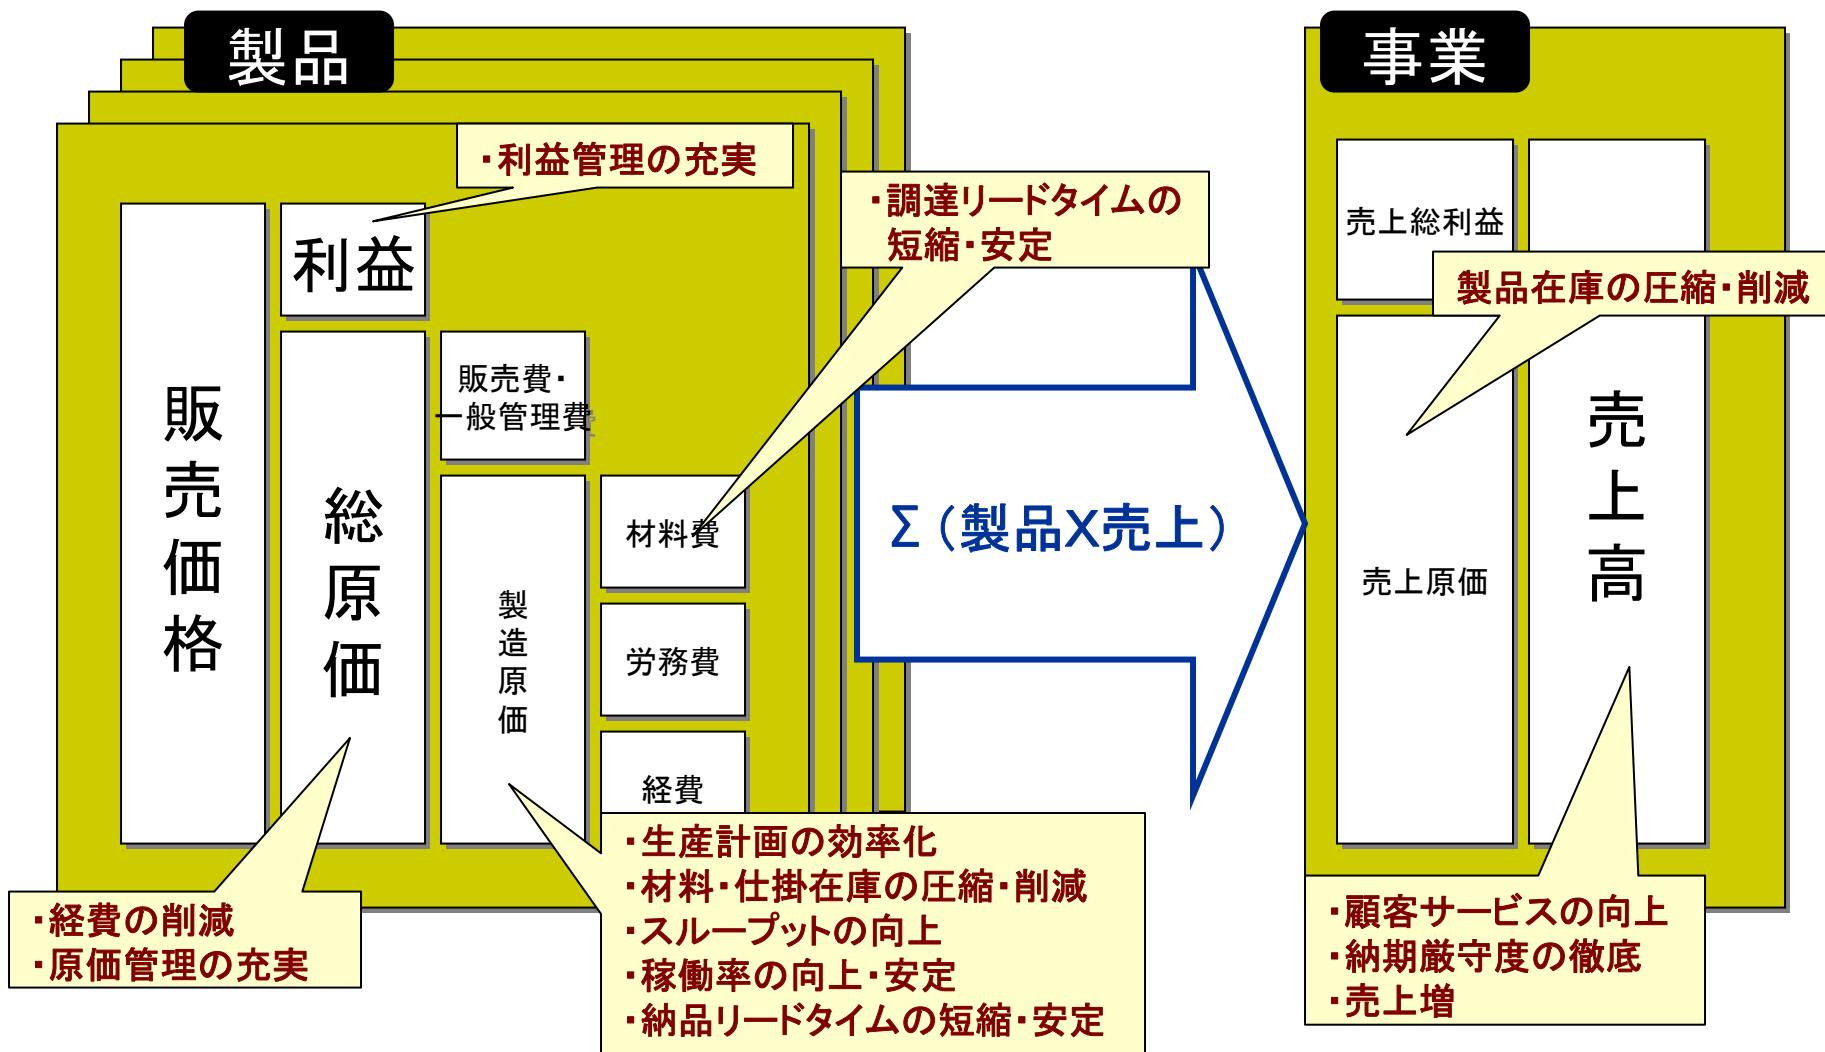 製品
・利益管理の充実
・調達リードタイムの
短縮・安定
利益
販売価格
総原価
販売費・
一般管理費
製造原価
材料費
労務費
経費
・経費の削減
・原価管理の充実
・生産計画の効率化
・材料・仕掛在庫の圧縮・削減
・スループットの向上
・稼働率の向上・安定
・納品リードタイムの短縮・安定
Σ（製品X売上）
事業
売上総利益
製品在庫の圧縮・削減
売上原価
売上高
・顧客サービスの向上
・納期厳守度の徹底
・売上増